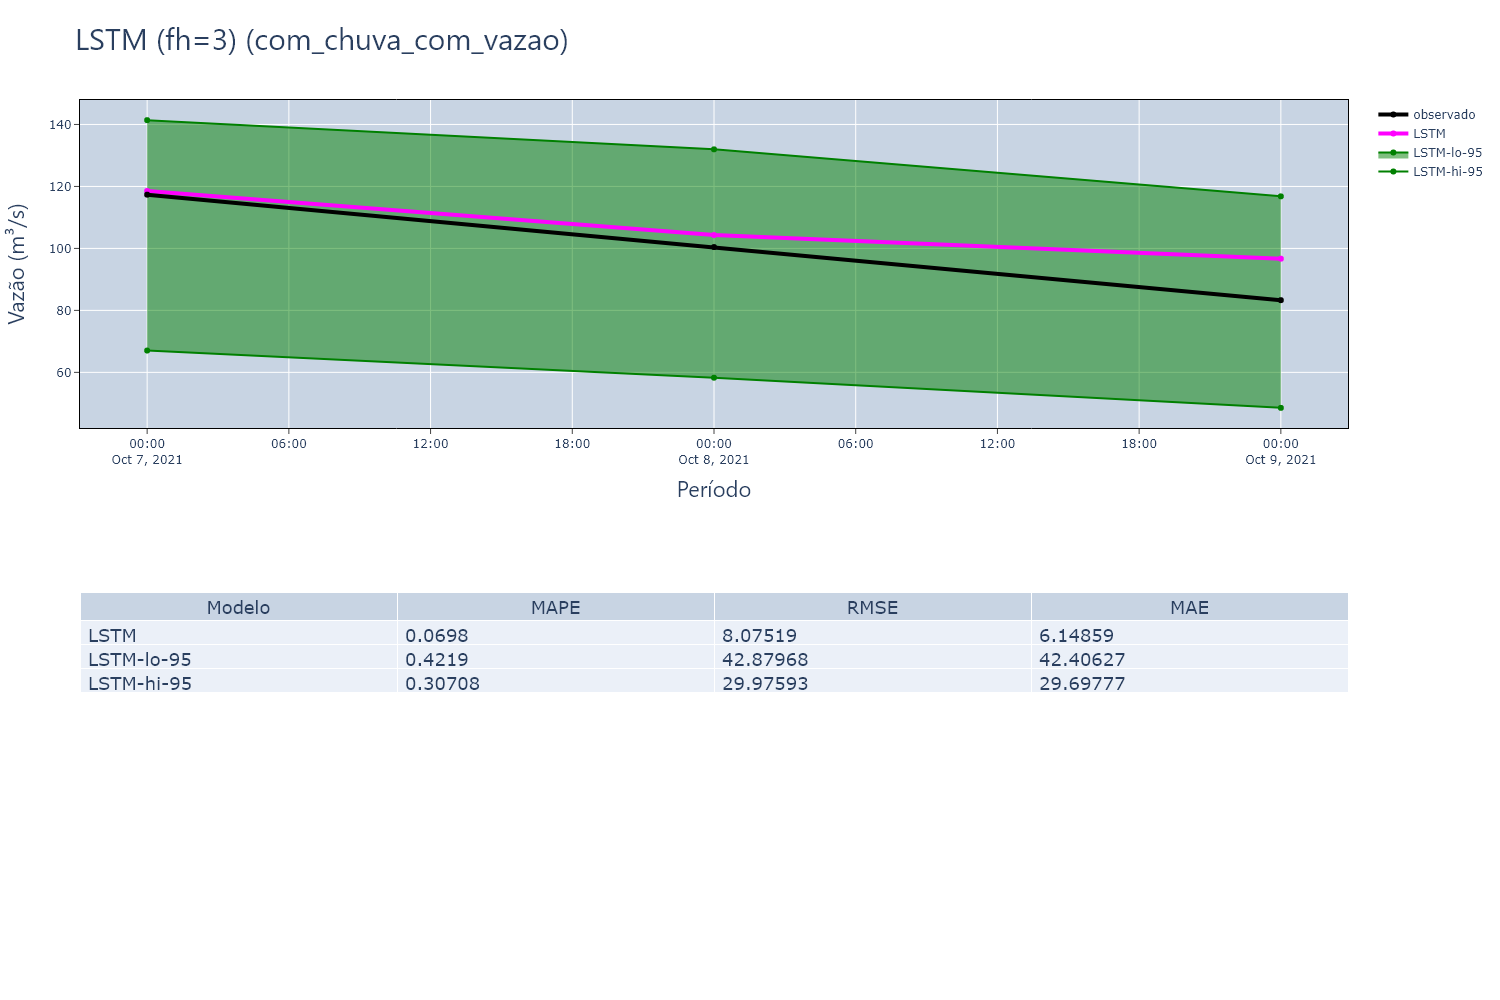 LSTM (fh=3) (com_chuva_com_vazao)
observado
LSTM
LSTM-lo-95
LSTM-hi-95
Vazão (m³/s)
140
120
100
80
60
00:00 06:00 12:00 18:00 00:00 06:00 12:00 18:00 00:00
Oct 7, 2021 Oct 8, 2021 Oct 9, 2021
Período
Modelo MAPE RMSE MAE
LSTM 0.0698 8.07519 6.14859
LSTM-lo-95 0.4219 42.87968 42.40627
LSTM-hi-95 0.30708 29.97593 29.69777